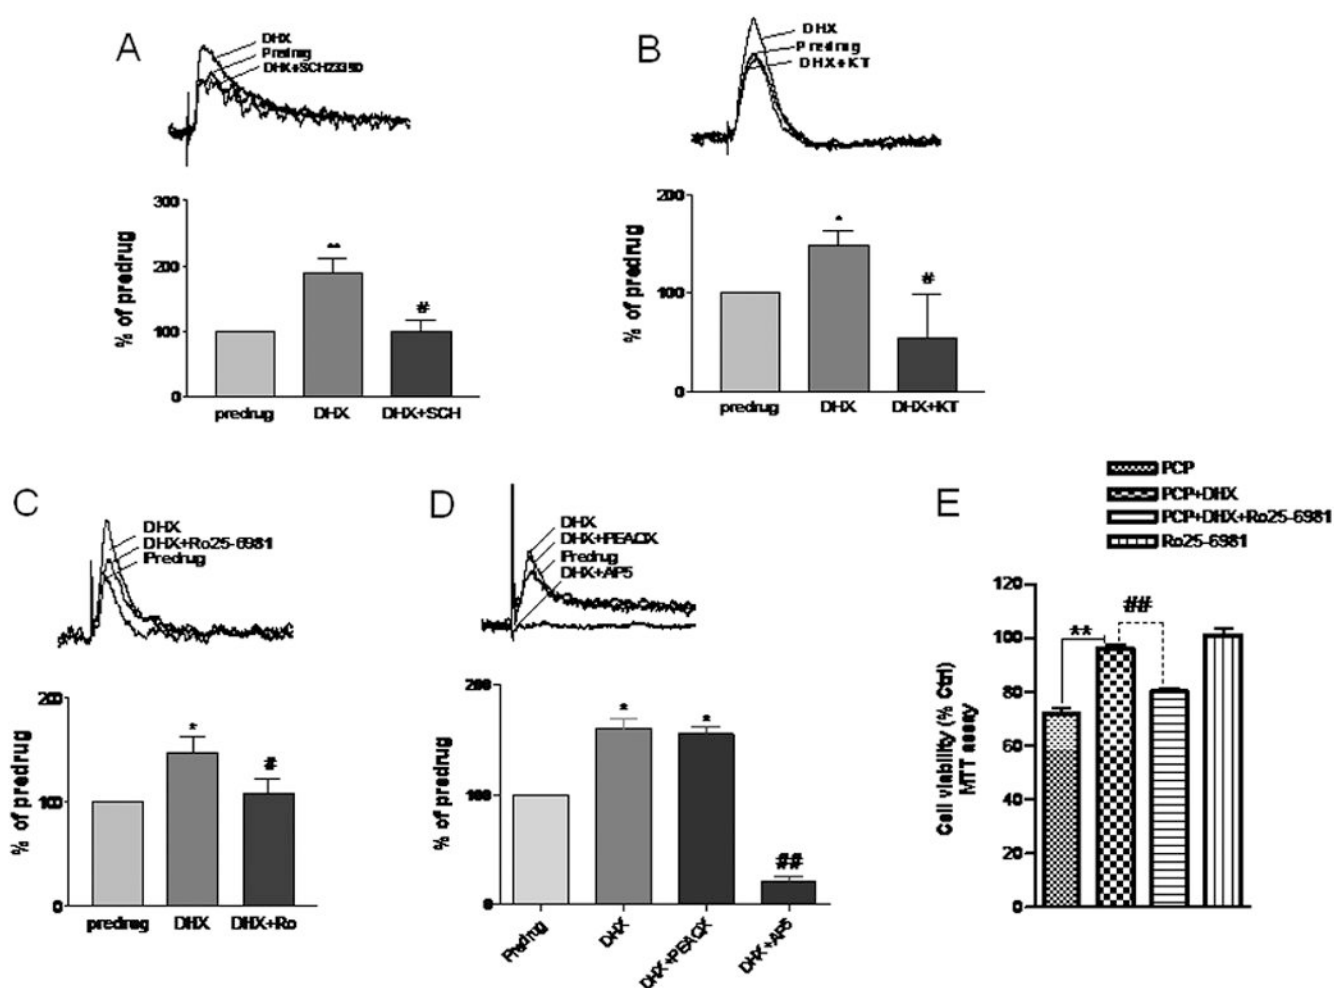 A
DHX
Predrug
DHX+SCH23390
% of predrug
300
200
100
0
**
#
predrug DHX DHX+SCH
B
DHX
Predrug
DHX+KT
% of predrug
200
100
0
*
#
predrug DHX DHX+KT
C
DHX
DHX+Ro25-6981
Predrug
% of predrug
200
100
0
*
#
predrug DHX DHX+Ro
D
DHX
DHX+PEAQX
Predrug
DHX+AP5
% of predrug
200
100
0
*
*
##
Predrug DHX DHX+PEAQX DHX+AP5
E
PCP
PCP+DHX
PCP+DHX+Ro25-6981
Ro25-6981
Cell viability (% Ctrl)
MTT assay
120
100
80
60
40
20
0
**
##